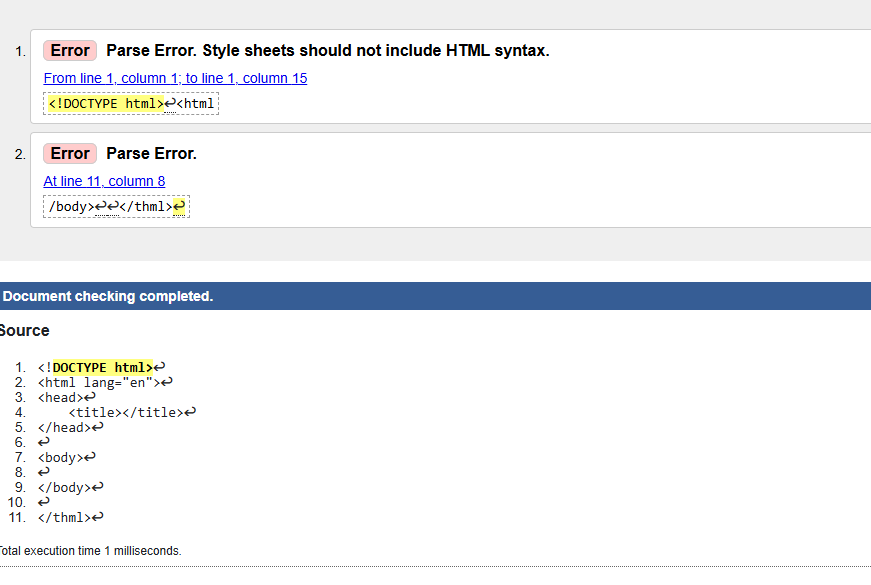 1. Error Parse Error. Style sheets should not include HTML syntax.
From line 1, column 1; to line 1, column 15
<!DOCTYPE html>↩<html
2. Error Parse Error.
At line 11, column 8
/body>↩↩</thml>↩
Document checking completed.
Source
1. <!DOCTYPE html>↩
2. <html lang="en">↩
3. <head>↩
4.     <title></title>↩
5. </head>↩
6. ↩
7. <body>↩
8. ↩
9. </body>↩
10. ↩
11. </thml>↩
Total execution time 1 milliseconds.